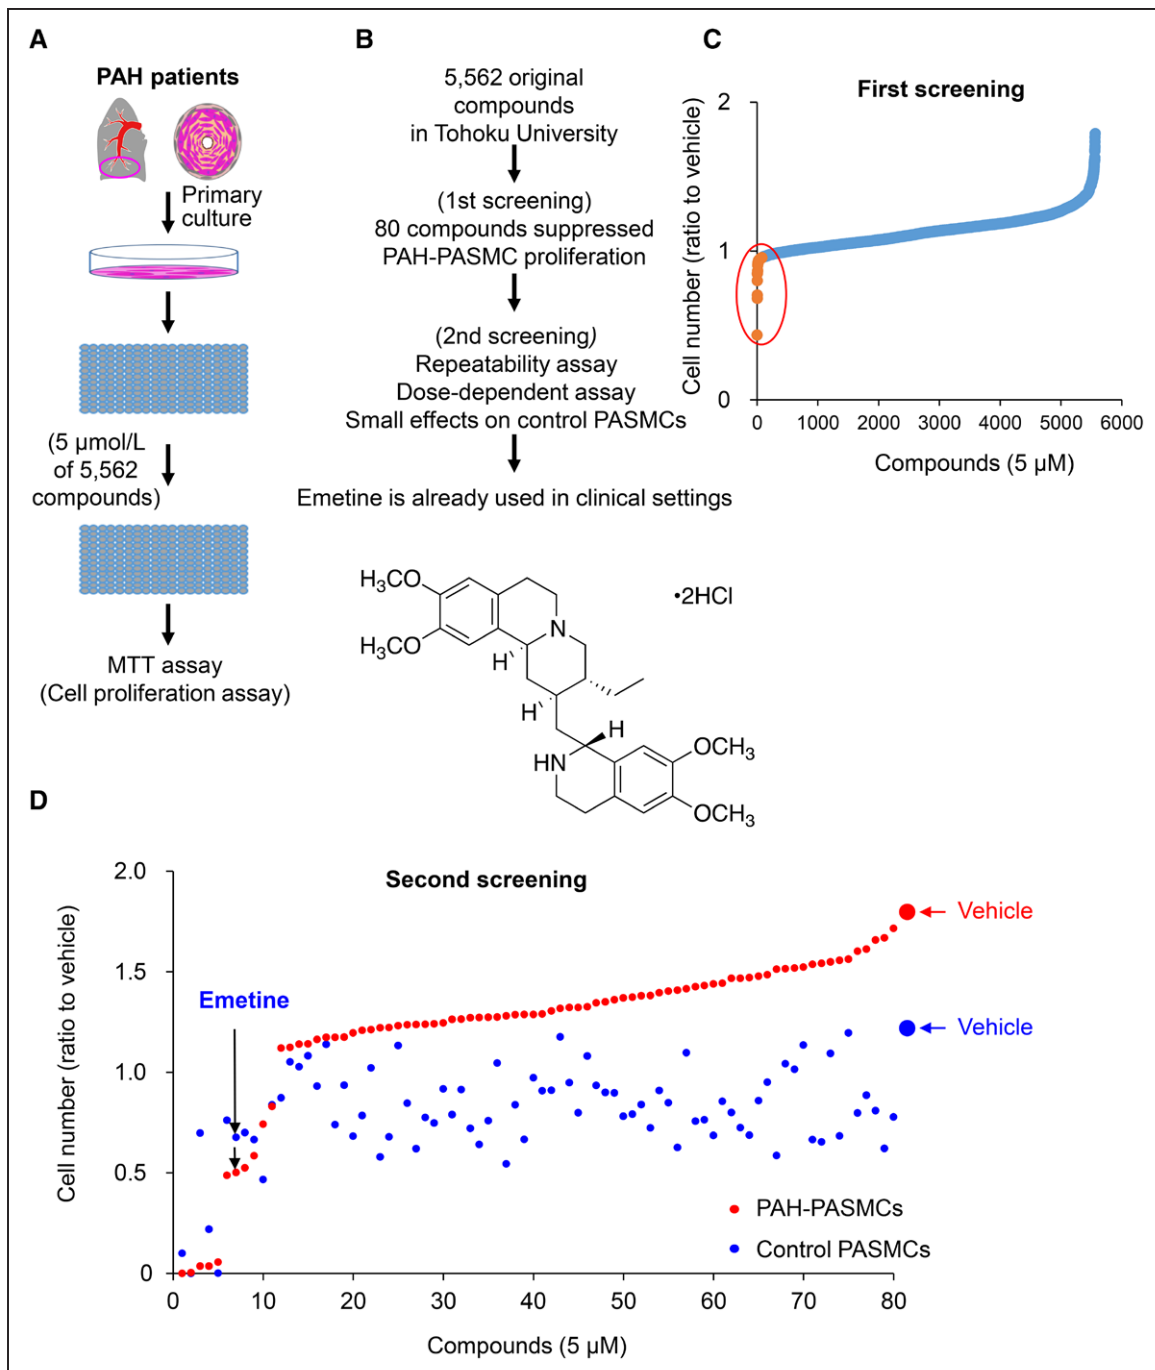 A
PAH patients
Primary
culture
(5 μmol/L
of 5,562
compounds)
MTT assay
(Cell proliferation assay)
B
5,562 original
compounds
in Tohoku University
(1st screening)
80 compounds suppressed
PAH-PASMC proliferation
(2nd screening)
Repeatability assay
Dose-dependent assay
Small effects on control PASMCs
Emetine is already used in clinical settings
H₃CO
H₃CO
N
H
H
H
HN
OCH₃
OCH₃
•2HCl
C
First screening
Cell number (ratio to vehicle)
2
1
0
0 1000 2000 3000 4000 5000 6000
Compounds (5 μM)
D
Second screening
Cell number (ratio to vehicle)
2.0
1.5
1.0
0.5
0
Emetine
Vehicle
Vehicle
PAH-PASMCs
Control PASMCs
0 10 20 30 40 50 60 70 80
Compounds (5 μM)